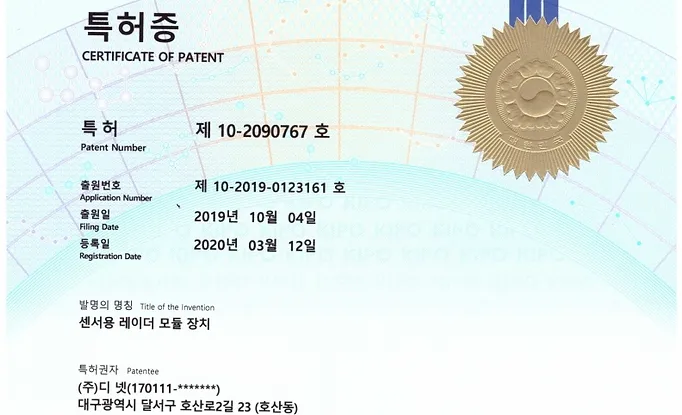 특허증
CERTIFICATE OF PATENT
특 허 제 10-2090767 호
Patent Number
출원번호 제 10-2019-0123161 호
Application Number
출원일 2019년 10월 04일
Filing Date
등록일 2020년 03월 12일
Registration Date
발명의 명칭 Title of the Invention
센서용 레이더 모듈 장치
특허권자 Patentee
(주)디 넷(170111-*******)
대구광역시 달서구 호산로2길 23 (호산동)
대한민국